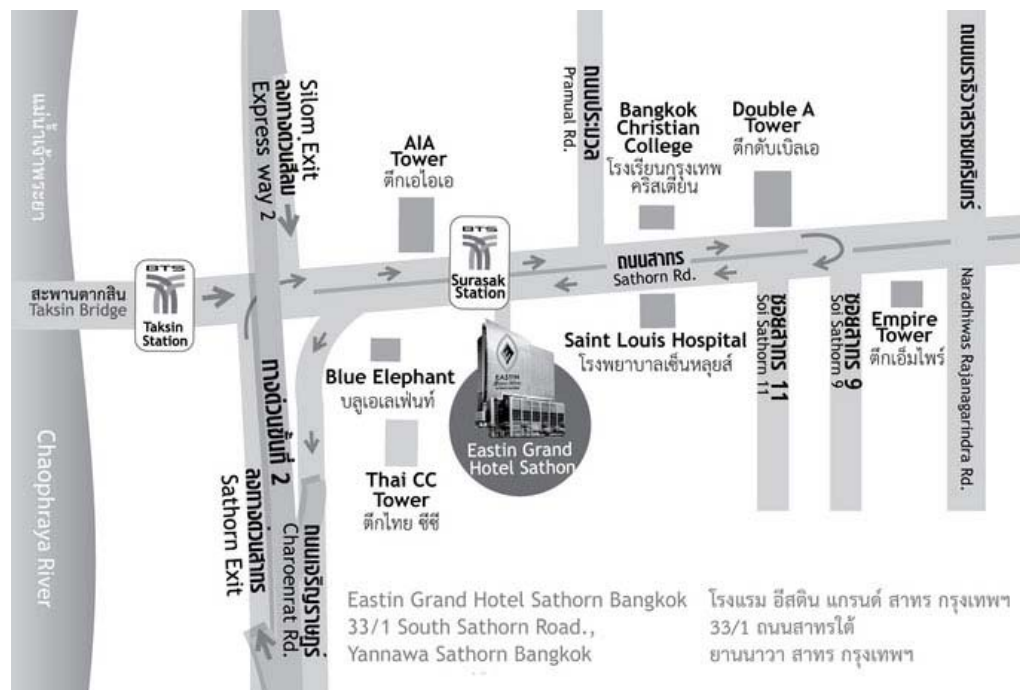 แม่น้ำเจ้าพระยา
Chaophraya River
สะพานตากสิน
Taksin Bridge
BTS
Taksin
Station
Silom Exit
ลงทางด่วนสีลม
Express way 2
ทางด่วนขั้นที่ 2
ลงทางด่วนสาทร
Sathorn Exit
ถนนเจริญราษฎร์
Charoenrat Rd.
AIA
Tower
ตึกเอไอเอ
BTS
Surasak
Station
ถนนประมวล
Pramual Rd.
Bangkok
Christian
College
โรงเรียนกรุงเทพ
คริสเตียน
Double A
Tower
ตึกดับเบิลเอ
ถนนนราธิวาสราชนครินทร์
Naradhiwas Rajanagarindra Rd.
ถนนสาทร
Sathorn Rd.
Blue Elephant
บลูเอเลเฟ่นท์
Thai CC
Tower
ตึกไทย ซีซี
EASTIN
Eastin Grand
Hotel Sathon
Saint Louis Hospital
โรงพยาบาลเซ็นหลุยส์
ซอยสาทร 11
Soi Sathorn 11
ซอยสาทร 9
Soi Sathorn 9
Empire
Tower
ตึกเอ็มไพร์
Eastin Grand Hotel Sathorn Bangkok
33/1 South Sathorn Road.,
Yannawa Sathorn Bangkok
โรงแรม อีสติน แกรนด์ สาทร กรุงเทพฯ
33/1 ถนนสาทรใต้
ยานนาวา สาทร กรุงเทพฯ